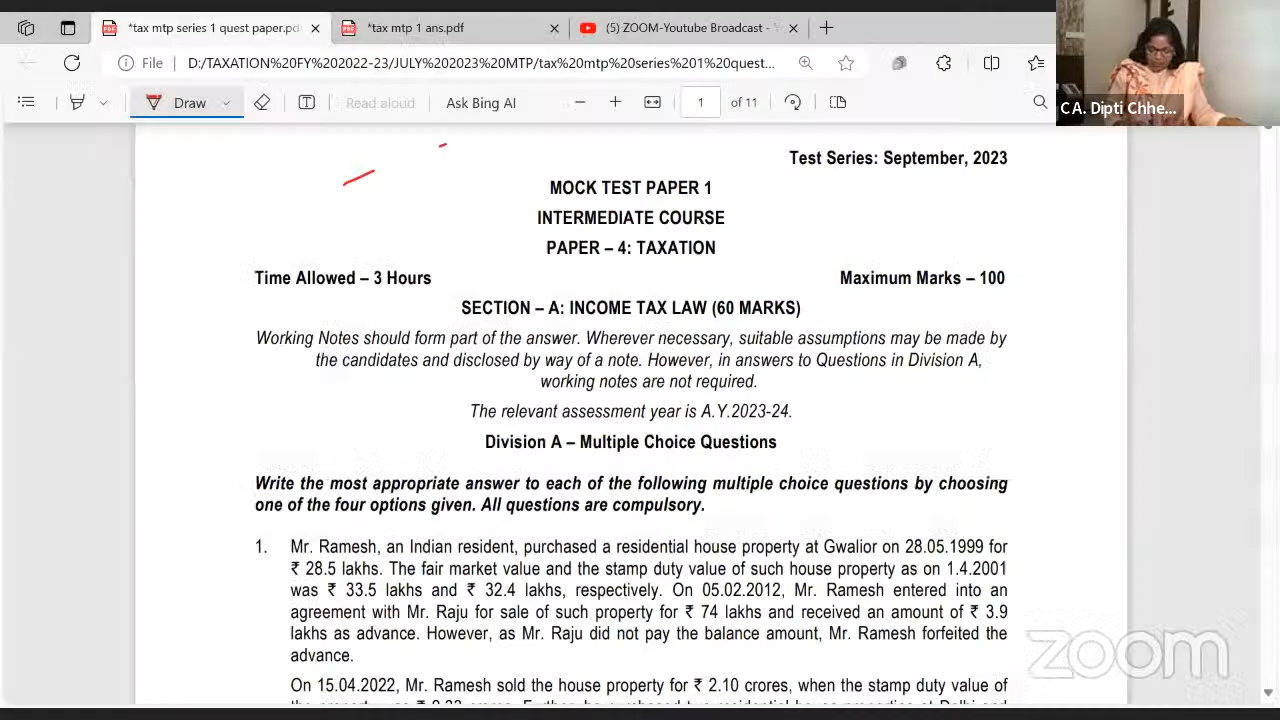 *tax mtp series 1 quest paper.pd
*tax mtp 1 ans.pdf
(5) ZOOM-Youtube Broadcast -
File
D:/TAXATION%20FY%202022-23/JULY%202023%20MTP/tax%20mtp%20series%201%20quest...
Draw
Read aloud
Ask Bing AI
1
of 11
CA. Dipti Chhe...
Test Series: September, 2023
MOCK TEST PAPER 1
INTERMEDIATE COURSE
PAPER – 4: TAXATION
Time Allowed – 3 Hours
Maximum Marks – 100
SECTION – A: INCOME TAX LAW (60 MARKS)
Working Notes should form part of the answer. Wherever necessary, suitable assumptions may be made by
the candidates and disclosed by way of a note. However, in answers to Questions in Division A,
working notes are not required.
The relevant assessment year is A.Y.2023-24.
Division A – Multiple Choice Questions
Write the most appropriate answer to each of the following multiple choice questions by choosing
one of the four options given. All questions are compulsory.
1. Mr. Ramesh, an Indian resident, purchased a residential house property at Gwalior on 28.05.1999 for
₹ 28.5 lakhs. The fair market value and the stamp duty value of such house property as on 1.4.2001
was ₹ 33.5 lakhs and ₹ 32.4 lakhs, respectively. On 05.02.2012, Mr. Ramesh entered into an
agreement with Mr. Raju for sale of such property for ₹ 74 lakhs and received an amount of ₹ 3.9
lakhs as advance. However, as Mr. Raju did not pay the balance amount, Mr. Ramesh forfeited the
advance.
On 15.04.2022, Mr. Ramesh sold the house property for ₹ 2.10 crores, when the stamp duty value of
zoom